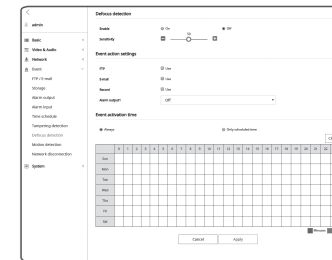 admin
Basic
Video & Audio
Network
Event
FTP / E-mail
Storage
Alarm output
Alarm input
Time schedule
Tampering detection
Defocus detection
Motion detection
Network disconnection
System
Defocus detection
Enable On Off
Sensitivity 50
Event action settings
FTP Use
E-mail Use
Record Use
Alarm output1 Off
Event activation time
Always Only scheduled time
0 1 2 3 4 5 6 7 8 9 10 11 12 13 14 15 16 17 18 19 20 21 22
Sun
Mon
Tue
Wed
Thu
Fri
Sat
Minutes
Cancel Apply